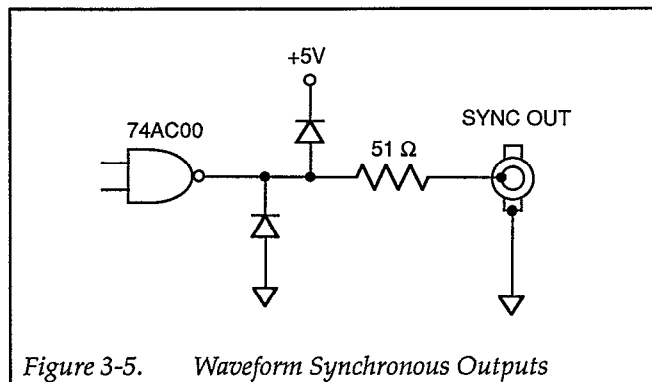 +5V
74AC00
SYNC OUT
51 Ω
Figure 3-5. Waveform Synchronous Outputs